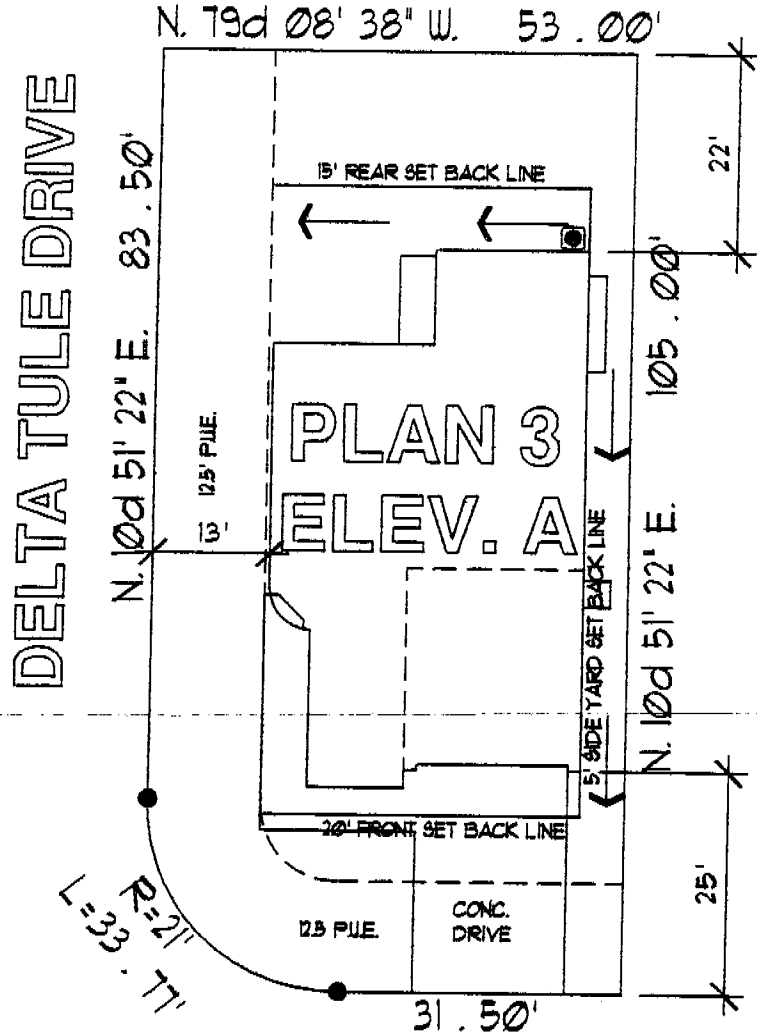 N. 79d 08' 38" W. 53.00'
DELTA TULE DRIVE
N. 10d 51' 22" E. 83.50'
22'
15' REAR SET BACK LINE
105.00'
12.5' P.U.E.
PLAN 3
ELEV. A
13'
5' SIDE YARD SET BACK LINE
N. 10d 51' 22" E.
20' FRONT SET BACK LINE
25'
R=21'
L=33.77'
12.5 P.U.E.
CONC.
DRIVE
31.50'